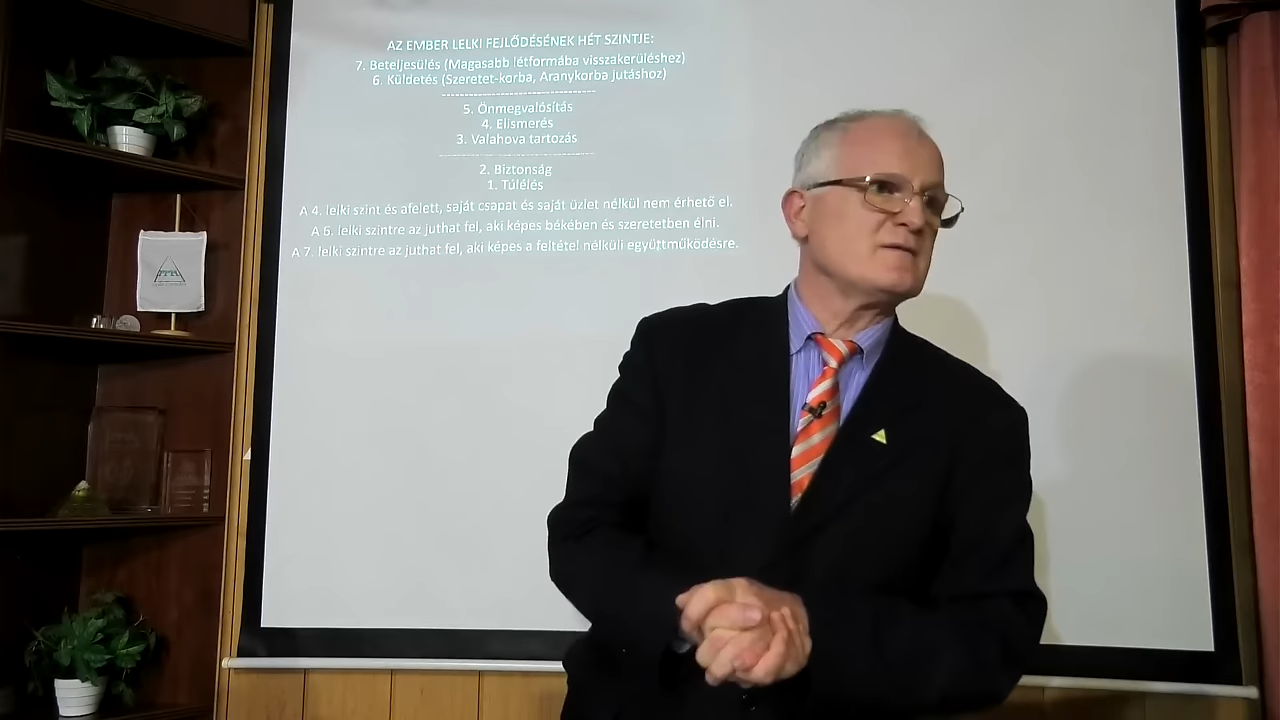 AZ EMBER LELKI FEJLŐDÉSÉNEK HÉT SZINTJE:
7. Beteljesülés (Magasabb létformába visszakerüléshez)
6. Küldetés (Szeretet-korba, Aranykorba jutáshoz)
5. Önmegvalósítás
4. Elismerés
3. Valahova tartozás
2. Biztonság
1. Túlélés
A 4. lelki szint és afelett, saját csapat és saját üzlet nélkül nem érhető el.
A 6. lelki szintre az juthat fel, aki képes békében és szeretetben élni.
A 7. lelki szintre az juthat fel, aki képes a feltétel nélküli együttműködésre.